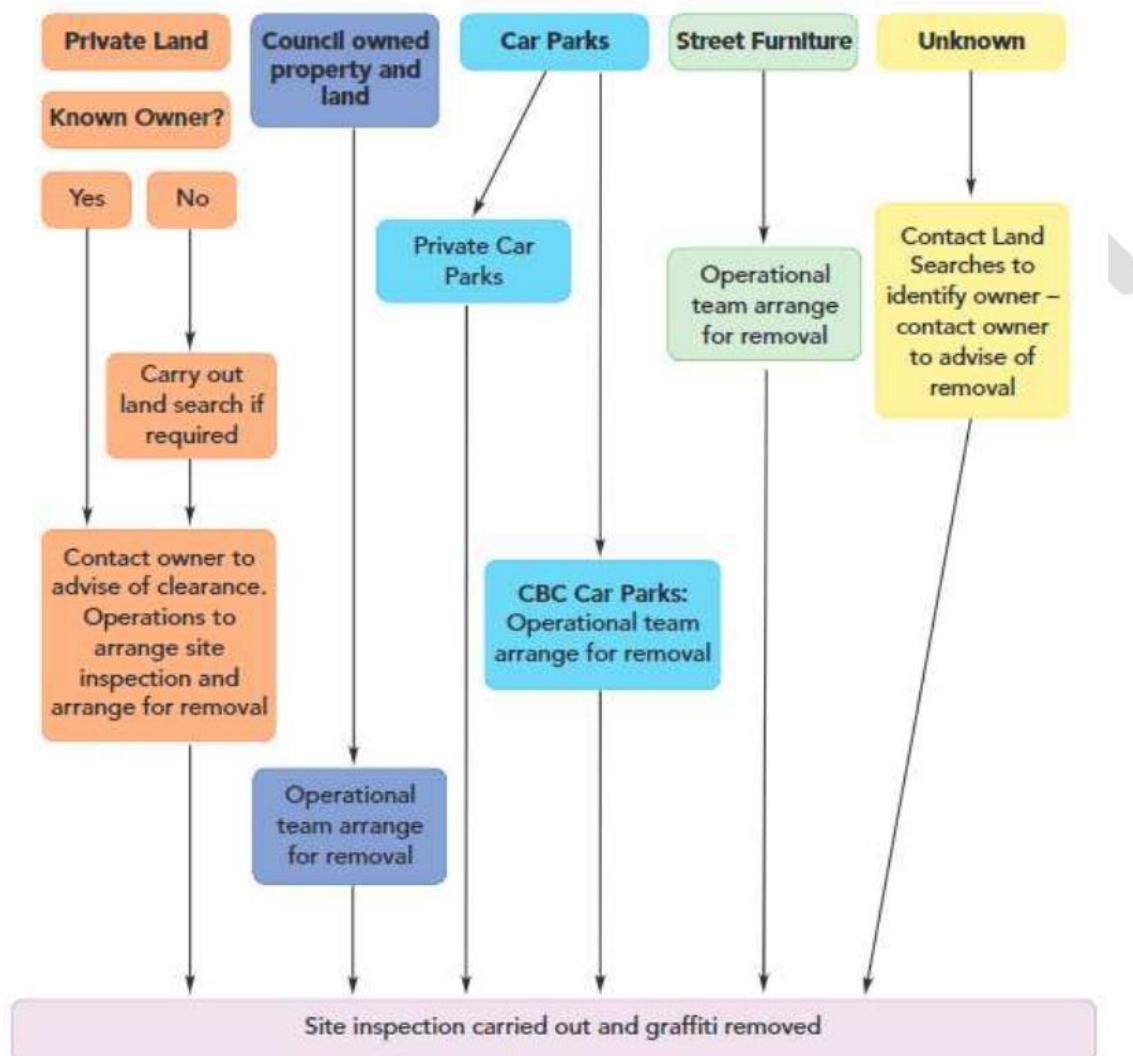 Private Land
Known Owner?
Yes
No
Carry out
land search if
required
Contact owner to
advise of clearance.
Operations to
arrange site
inspection and
arrange for removal
Council owned
property and
land
Operational
team arrange
for removal
Car Parks
Private Car
Parks
CBC Car Parks:
Operational team
arrange for removal
Street Furniture
Operational
team arrange
for removal
Unknown
Contact Land
Searches to
identify owner –
contact owner
to advise of
removal
Site inspection carried out and graffiti removed